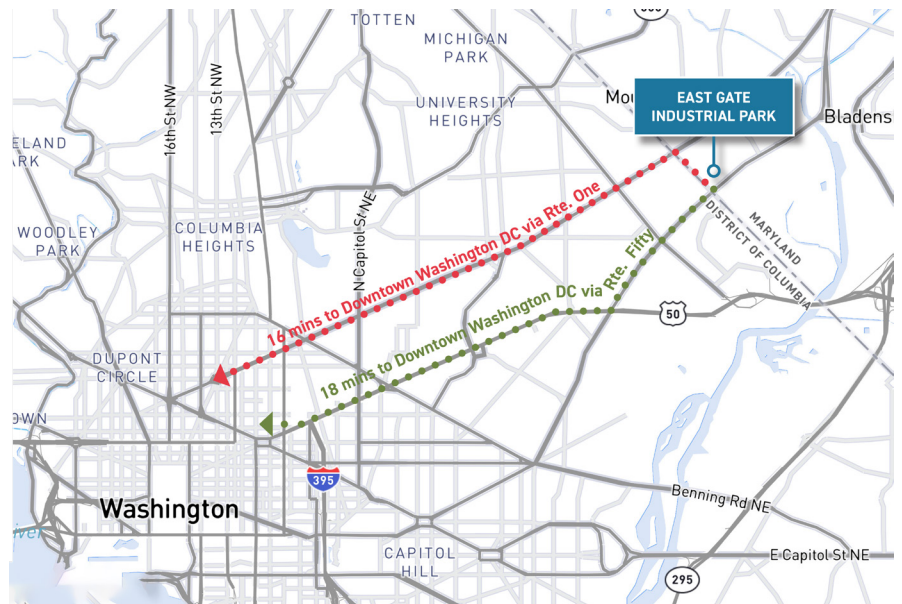 TOTTEN
MICHIGAN
PARK
EAST GATE
INDUSTRIAL PARK
Mou
Bladens
UNIVERSITY
HEIGHTS
16th St NW
13th St NW
ELAND
ARK
N Capitol St NE
WOODLEY
PARK
COLUMBIA
HEIGHTS
MARYLAND
DISTRICT OF COLUMBIA
16 mins to Downtown Washington DC via Rte. One
18 mins to Downtown Washington DC via Rte. Fifty
50
DUPONT
CIRCLE
OWN
395
Washington
Benning Rd NE
CAPITOL
HILL
E Capitol St NE
295